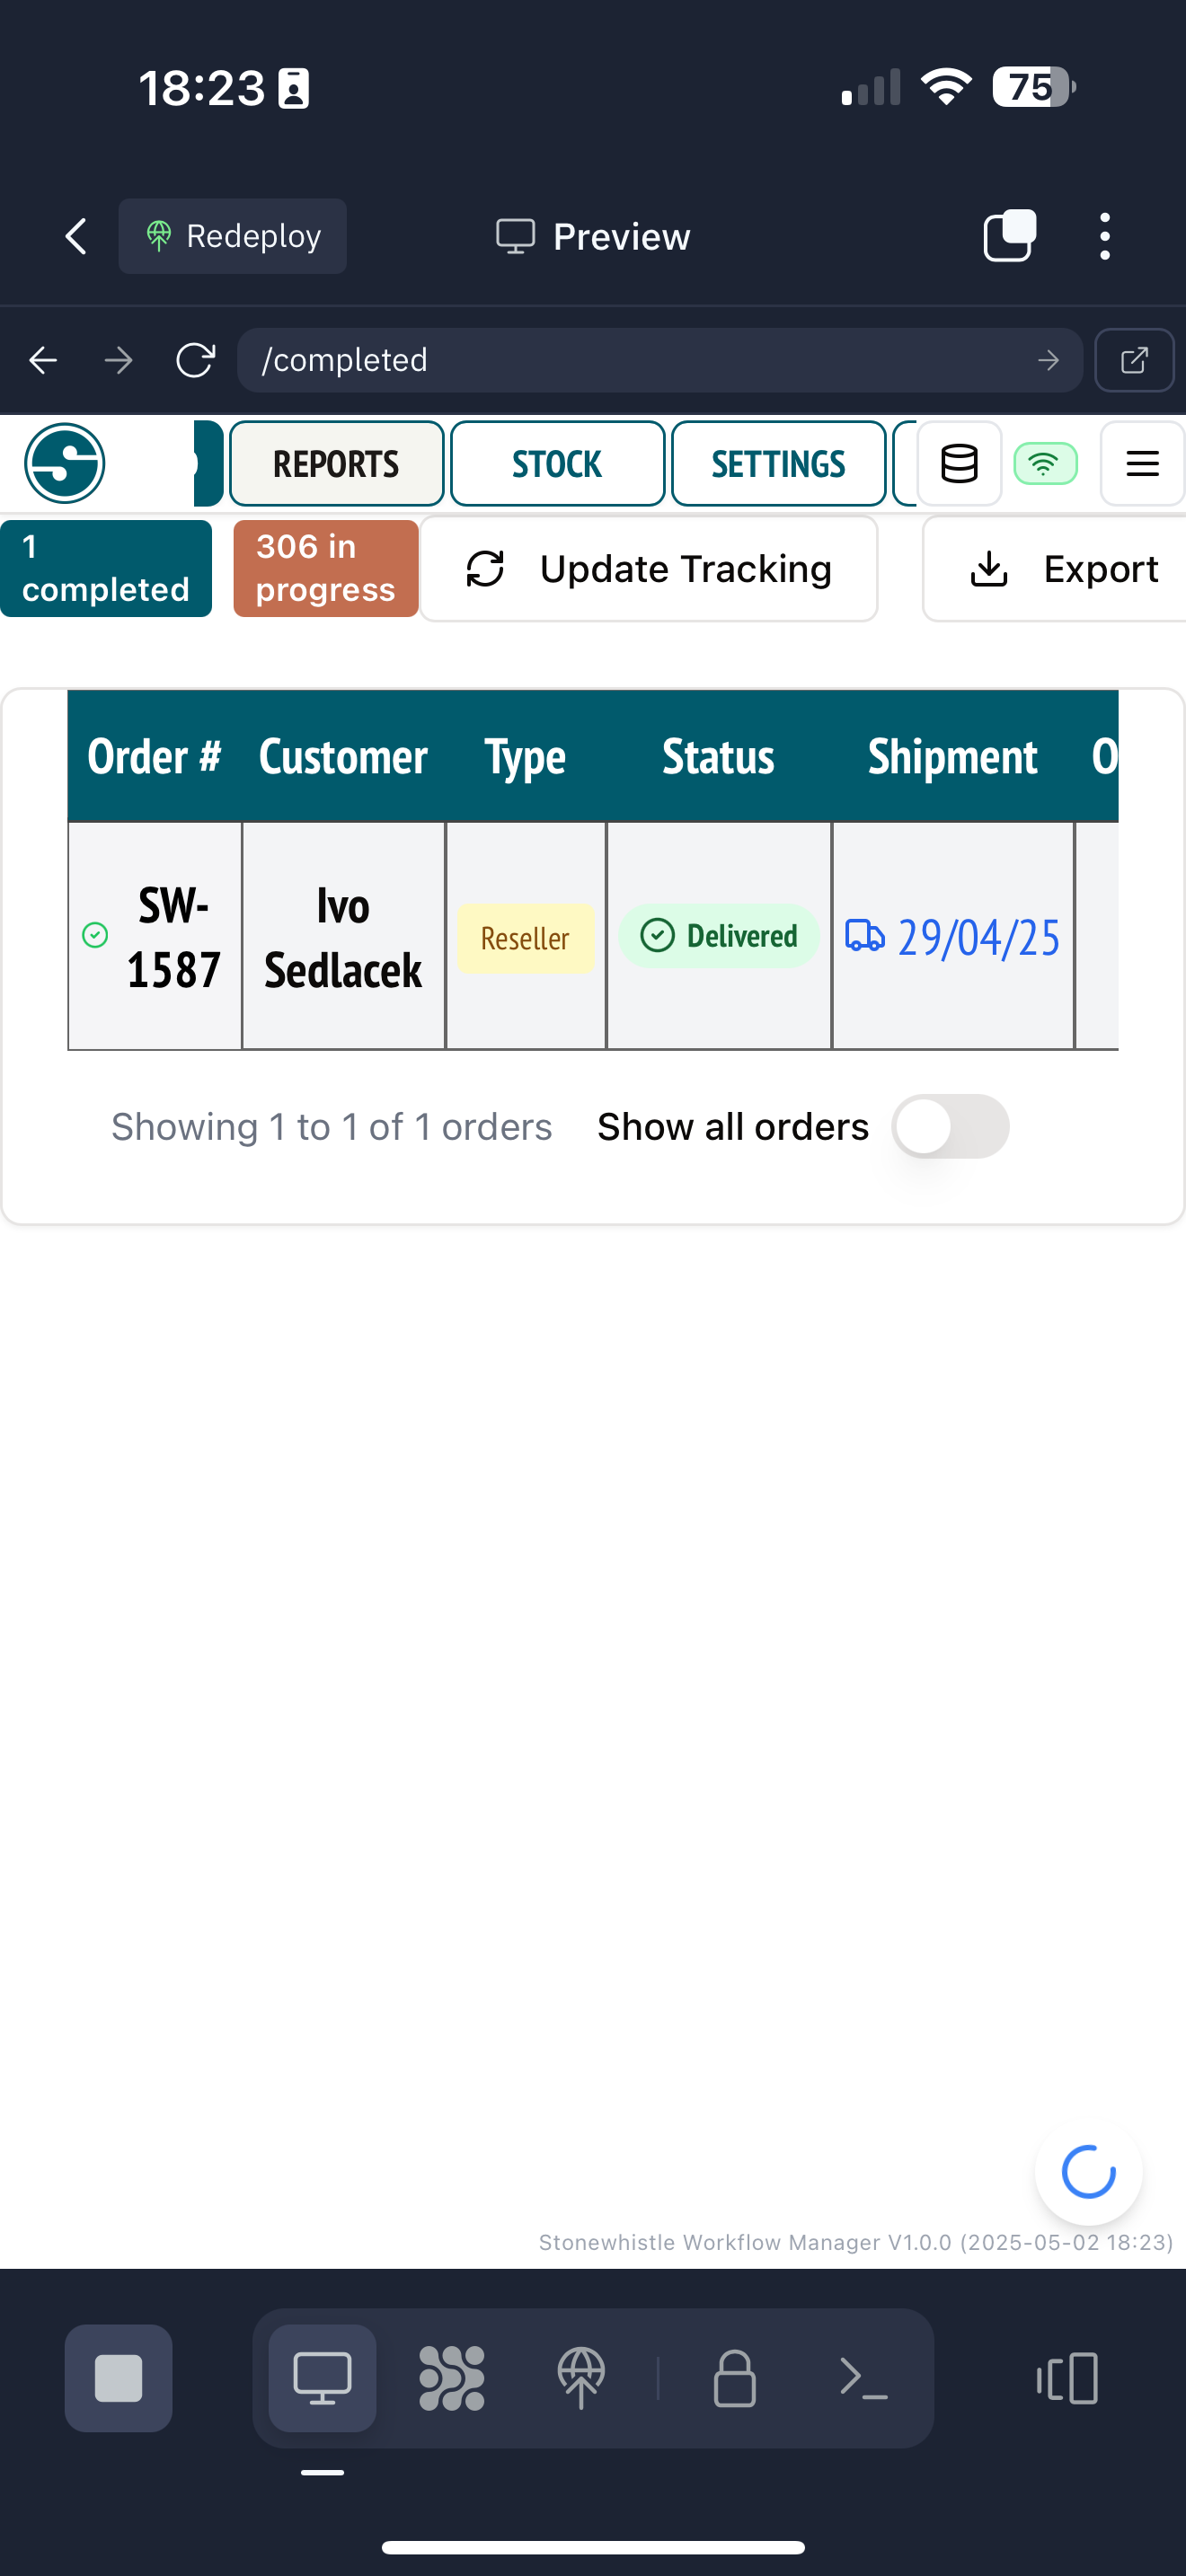 18:23
75
Redeploy
Preview
/completed
REPORTS
STOCK
SETTINGS
1
completed
306 in
progress
Update Tracking
Export
Order #
Customer
Type
Status
Shipment
O
SW-
1587
Ivo
Sedlacek
Reseller
Delivered
29/04/25
Showing 1 to 1 of 1 orders
Show all orders
Stonewhistle Workflow Manager V1.0.0 (2025-05-02 18:23)